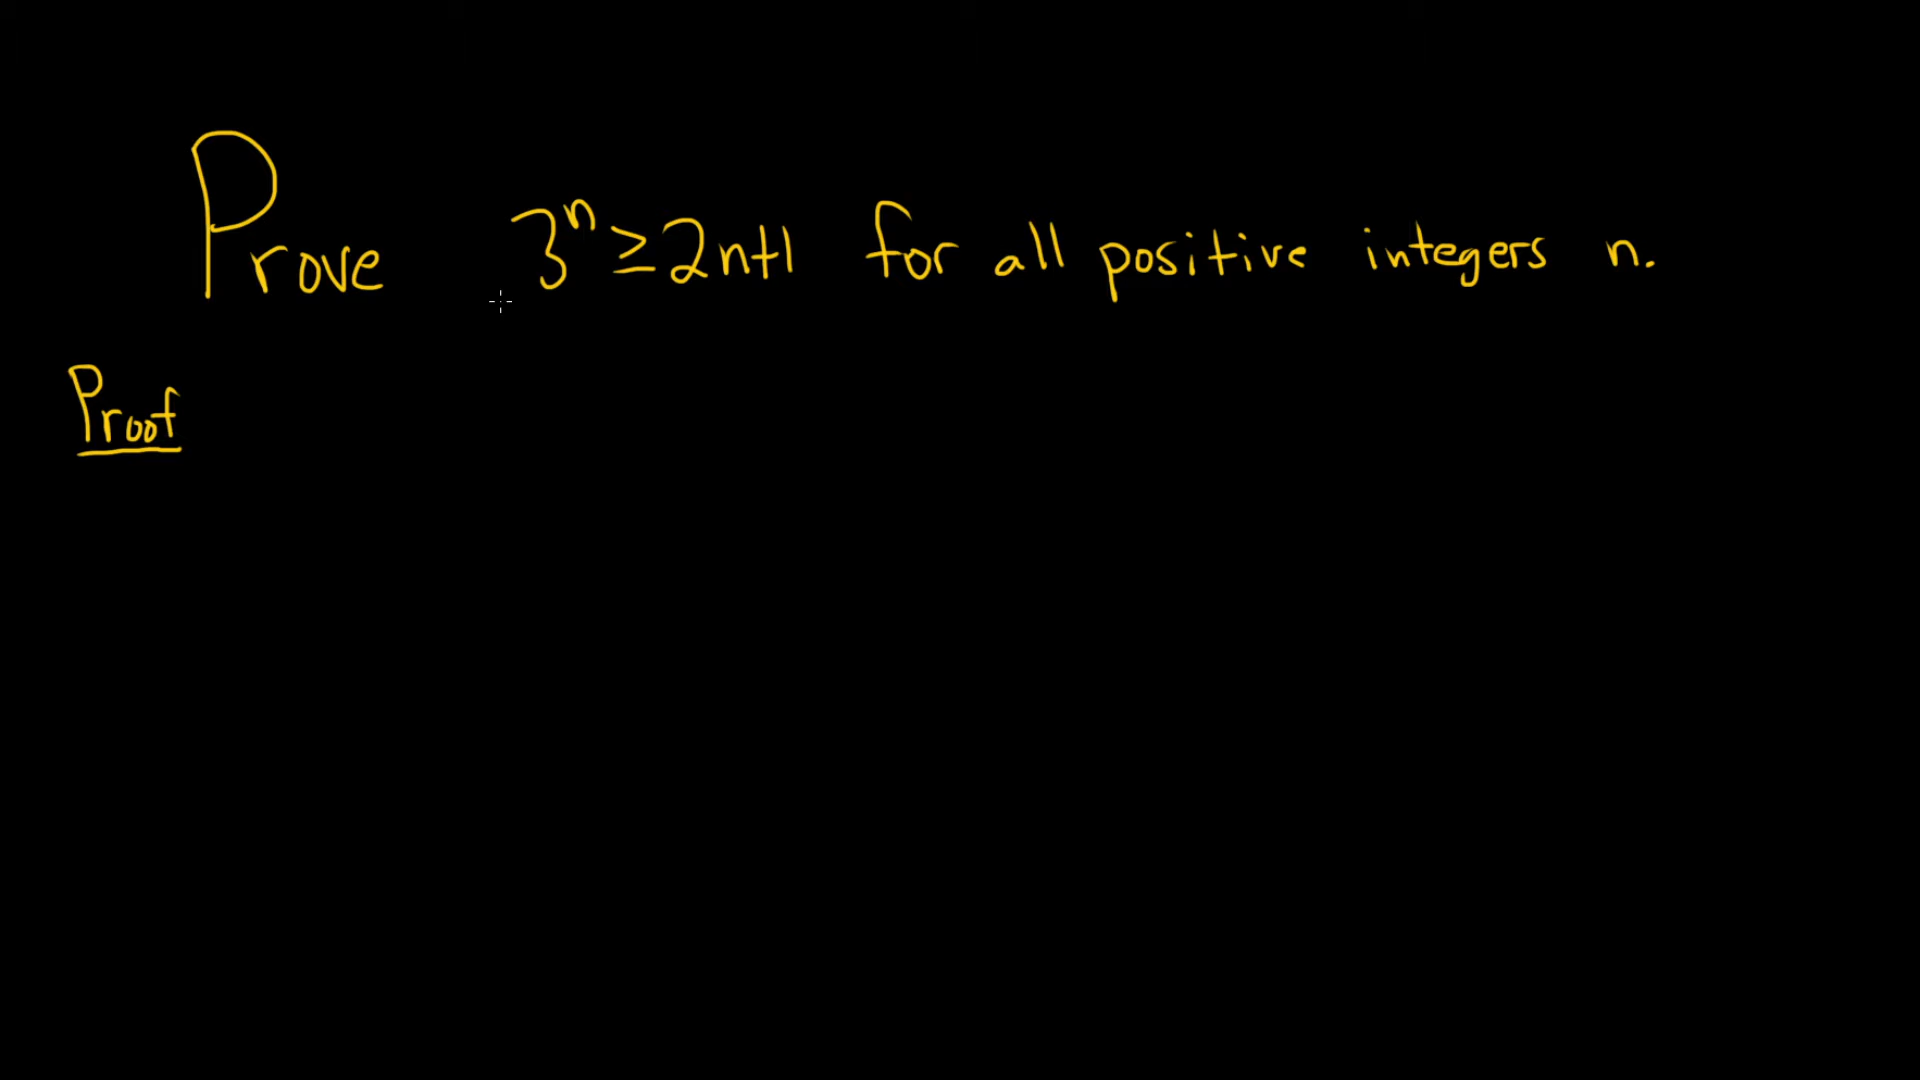 Prove 3ⁿ ≥ 2n+1 for all positive integers n.
Proof